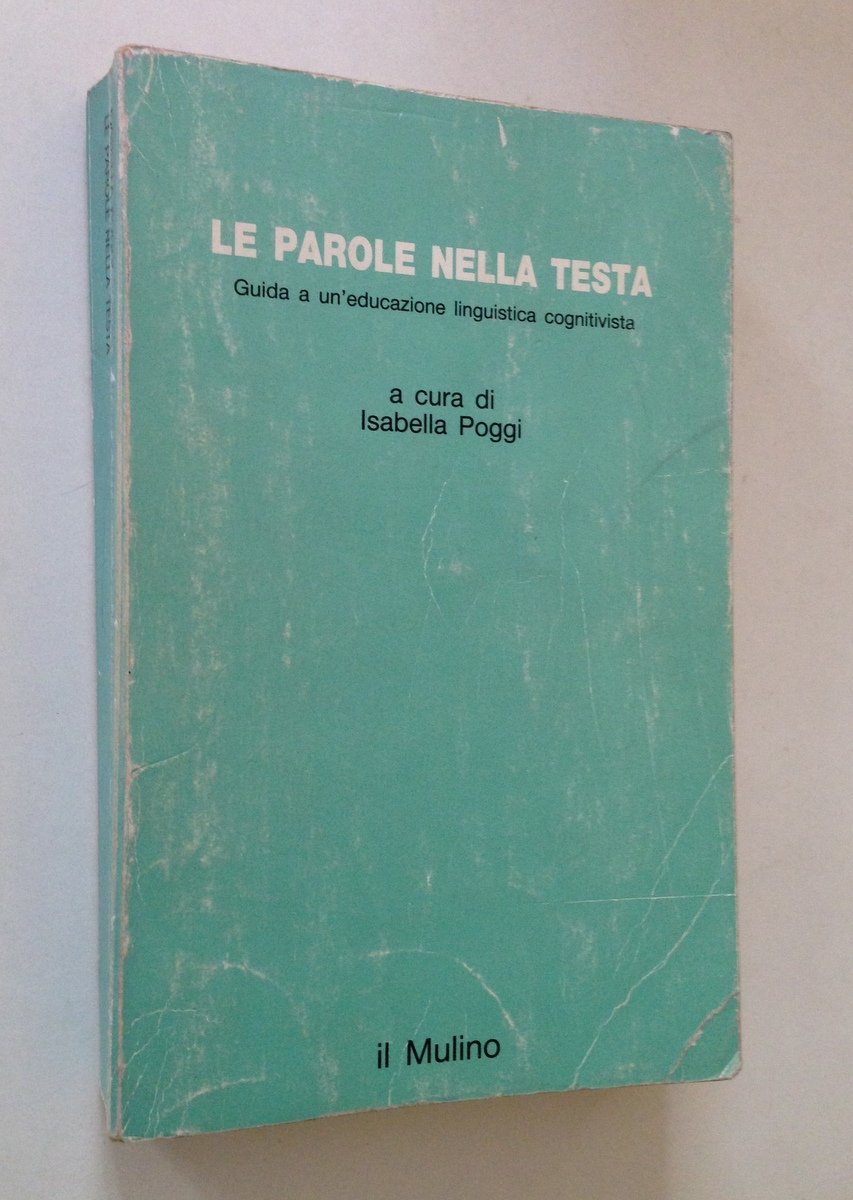 LE PAROLE NELLA TESTA
LE PAROLE NELLA TESTA
Guida a un'educazione linguistica cognitivista
a cura di
Isabella Poggi
il Mulino